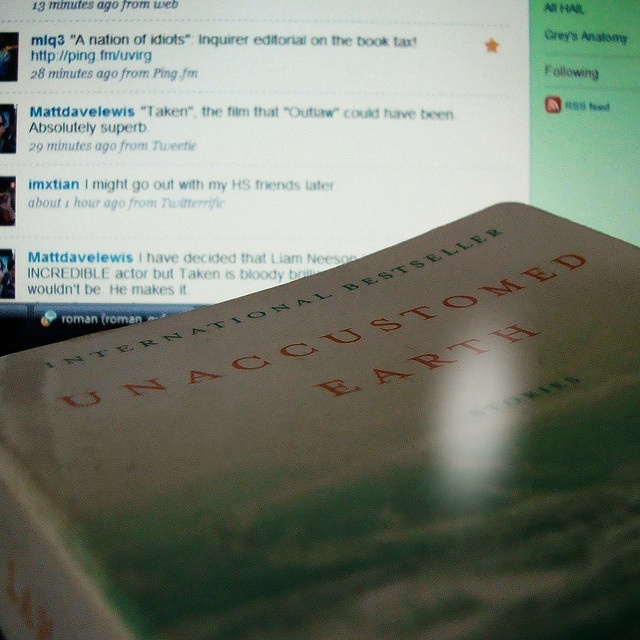 13 minutes ago from web
mlq3 "A nation of idiots": Inquirer editorial on the book tax!
http://ping.fm/uvirg
28 minutes ago from Ping.fm
Mattdavelewis "Taken", the film that "Outlaw" could have been.
Absolutely superb.
29 minutes ago from Tweetie
imxtian I might go out with my HS friends later.
about 1 hour ago from Twitterrific
Mattdavelewis I have decided that Liam Neeson
INCREDIBLE actor but Taken is bloody
wouldn't be. He makes it.
roman
All HAIL
Grey's Anatomy
Following
RSS feed
INTERNATIONAL BESTSELLER
UNACCUSTOMED
EARTH
STORIES